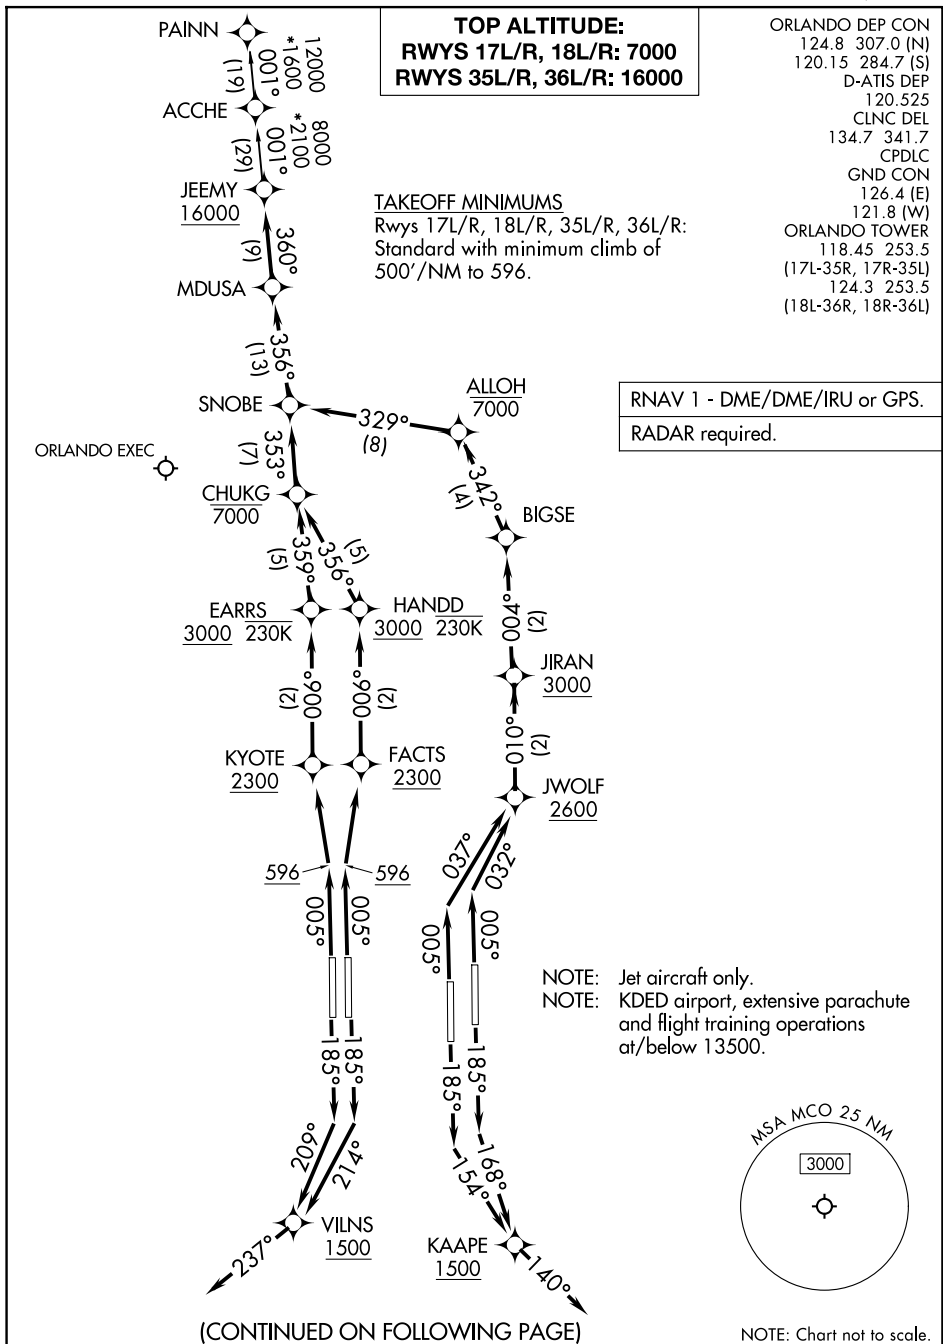 TOP ALTITUDE:
RWYS 17L/R, 18L/R: 7000
RWYS 35L/R, 36L/R: 16000
ORLANDO DEP CON
124.8 307.0 (N)
120.15 284.7 (S)
D-ATIS DEP
120.525
CLNC DEL
134.7 341.7
CPDLC
GND CON
126.4 (E)
121.8 (W)
ORLANDO TOWER
118.45 253.5
(17L-35R, 17R-35L)
124.3 253.5
(18L-36R, 18R-36L)
PAINN
12000
*1600
001°
(19)
ACCHE
8000
*2100
001°
(29)
JEEMY
16000
360°
(9)
MDUSA
TAKEOFF MINIMUMS
Rwys 17L/R, 18L/R, 35L/R, 36L/R:
Standard with minimum climb of
500'/NM to 596.
356°
(13)
SNOBE
ALLOH
7000
329°
(8)
RNAV 1 - DME/DME/IRU or GPS.
RADAR required.
ORLANDO EXEC
353°
(7)
CHUKG
7000
342°
(4)
BIGSE
359°
(5)
356°
(5)
EARRS
3000 230K
HANDD
3000 230K
004°
(2)
JIRAN
3000
006°
(2)
006°
(2)
010°
(2)
KYOTE
2300
FACTS
2300
JWOLF
2600
596
596
037°
032°
005°
005°
005°
005°
NOTE: Jet aircraft only.
NOTE: KDED airport, extensive parachute
and flight training operations
at/below 13500.
185°
185°
185°
185°
209°
214°
154°
168°
VILNS
1500
237°
KAAPE
1500
140°
MSA MCO 25 NM
3000
(CONTINUED ON FOLLOWING PAGE)
NOTE: Chart not to scale.